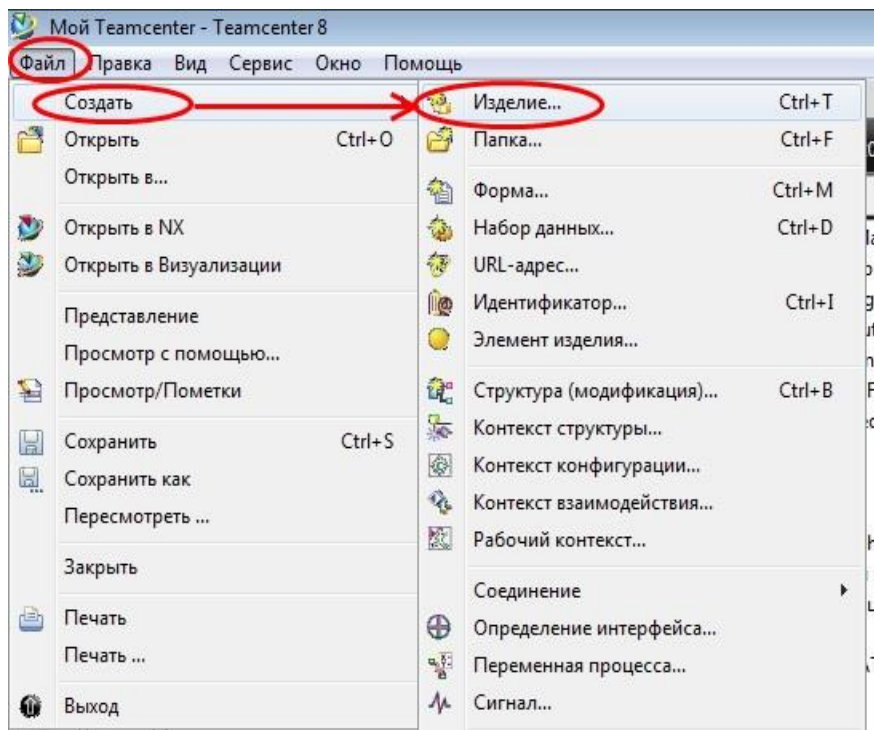 Мой Teamcenter - Teamcenter 8
Файл Правка Вид Сервис Окно Помощь
Создать
Открыть Ctrl+O
Открыть в...
Открыть в NX
Открыть в Визуализации
Представление
Просмотр с помощью...
Просмотр/Пометки
Сохранить Ctrl+S
Сохранить как
Пересмотреть ...
Закрыть
Печать
Печать ...
Выход
Изделие... Ctrl+T
Папка... Ctrl+F
Форма... Ctrl+M
Набор данных... Ctrl+D
URL-адрес...
Идентификатор... Ctrl+I
Элемент изделия...
Структура (модификация)... Ctrl+B
Контекст структуры...
Контекст конфигурации...
Контекст взаимодействия...
Рабочий контекст...
Соединение
Определение интерфейса...
Переменная процесса...
Сигнал...